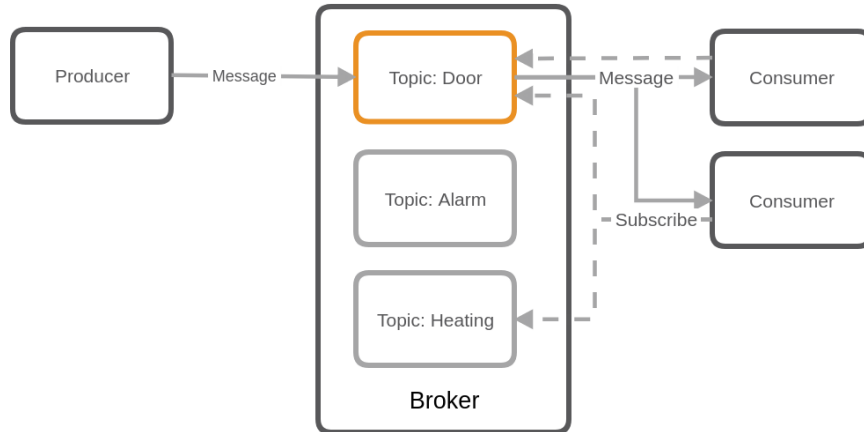 Producer
Message
Topic: Door
Message
Consumer
Topic: Alarm
Consumer
Subscribe
Topic: Heating
Broker